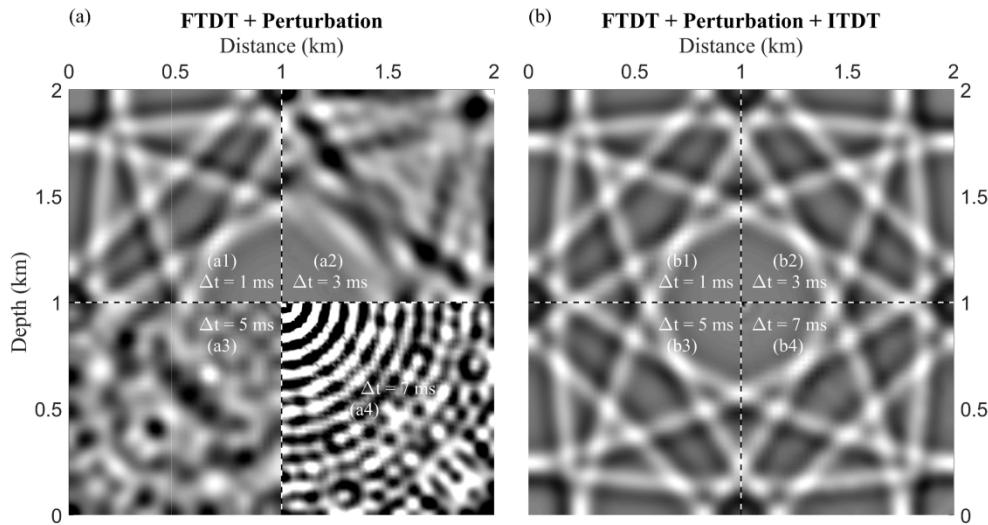 (a) FTDT + Perturbation
Distance (km)
0 0.5 1 1.5 2
2
1.5
1
0.5
0
Depth (km)
(a1)
Δt = 1 ms
(a2)
Δt = 3 ms
Δt = 5 ms
(a3)
Δt = 7 ms
(a4)
(b) FTDT + Perturbation + ITDT
Distance (km)
0 0.5 1 1.5 2
2
1.5
1
0.5
0
(b1)
Δt = 1 ms
(b2)
Δt = 3 ms
Δt = 5 ms
(b3)
Δt = 7 ms
(b4)